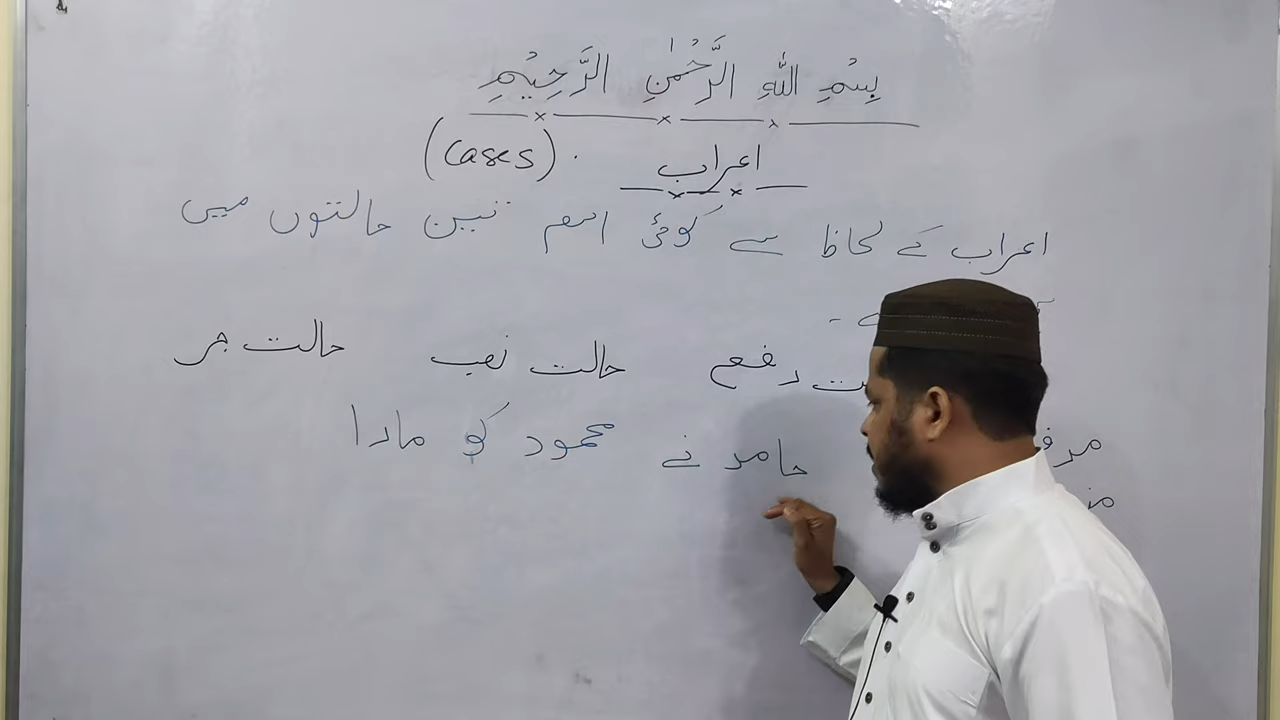 بِسْمِ اللّٰهِ الرَّحْمٰنِ الرَّحِيْمِ
اعراب (Cases)
اعراب کے لحاظ سے کوئی اسم تین حالتوں میں
رفع حالت نصب حالت جر
حامد نے محمود کو مارا